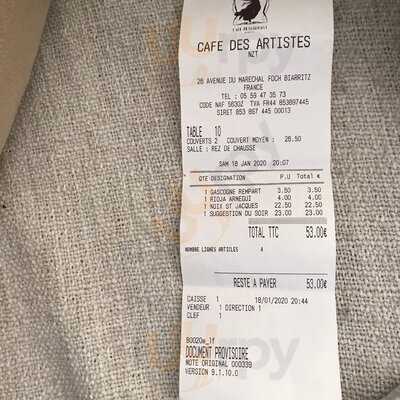 CAFE DES ARTISTES
NZT
26 AVENUE DU MARECHAL FOCH BIARRITZ
FRANCE
TEL : 05 59 47 35 73
CODE NAF 5630Z TVA FR44 853867445
SIRET 853 867 445 00013
TABLE 10
COUVERTS 2 COUVERT MOYEN : 26.50
SALLE : REZ DE CHAUSSE
SAM 18 JAN 2020 20:07
QTE DESIGNATION P.U Total €
1 GASCOGNE REMPART 3.50 3.50
1 RIOJA ARNEGUI 4.00 4.00
1 NOIX ST JACQUES 22.50 22.50
1 SUGGESTION DU SOIR 23.00 23.00
TOTAL TTC 53.00€
NOMBRE LIGNES ARTICLES 4
RESTE A PAYER 53.00€
CAISSE 1 18/01/2020 20:44
VENDEUR 1 DIRECTION 1
CLEF 1
B0020e_1f
DOCUMENT PROVISOIRE
NOTE ORIGINAL 000339
VERSION 9.1.10.0